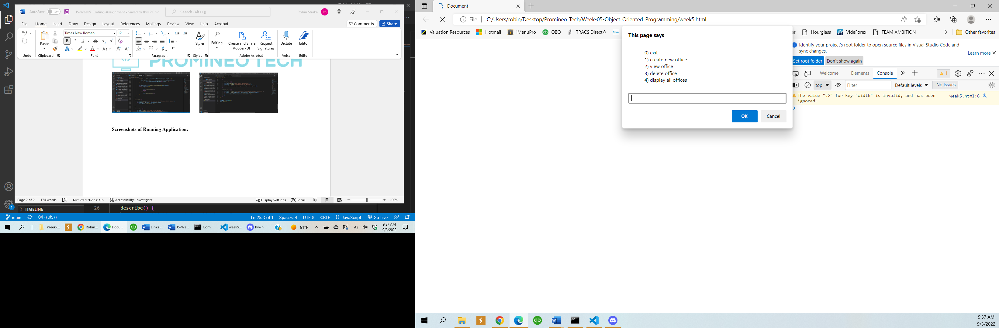 AutoSave Off JS-Week5_Coding-Assignment • Saved to this PC Search (Alt+Q) Robin Straka RS
File Home Insert Draw Design Layout References Mailings Review View Help Acrobat Comments Share
Times New Roman 12
Paste
B I U ab x₂ x²
A A Aa A A
Styles
Editing
Create and Share
Adobe PDF
Request
Signatures
Dictate
Editor
Undo Clipboard Font Paragraph Styles Adobe Acrobat Voice Editor
PROMINEO TECH
Screenshots of Running Application:
Page 2 of 2 174 words Text Predictions: On Accessibility: Investigate Display Settings Focus 100%
TIMELINE
26 describe() {
main 0 0 Ln 25, Col 1 Spaces: 4 UTF-8 CRLF {} JavaScript Go Live
Week-... Robin... Docu... Links ... JS-We... Com... week5... hw-h... 61°F
9:37 AM
9/3/2022
Document
File C:/Users/robin/Desktop/Promineo_Tech/Week-05-Object_Oriented_Programming/week5.html
Valuation Resources Hotmail iMenuPro QBO TRACS Direct® Sysco er Hourglass VideForex TEAM AMBITION Other favorites
This page says
0) exit
1) create new office
2) view office
3) delete office
4) display all offices
OK Cancel
Identify your project's root folder to open source files in Visual Studio Code and
sync changes.
Learn more
Set root folder Don't show again
Welcome Elements Console 1
top Filter Default levels No Issues
The value "<>" for key "width" is invalid, and has been
ignored.
week5.html:6
9:37 AM
9/3/2022